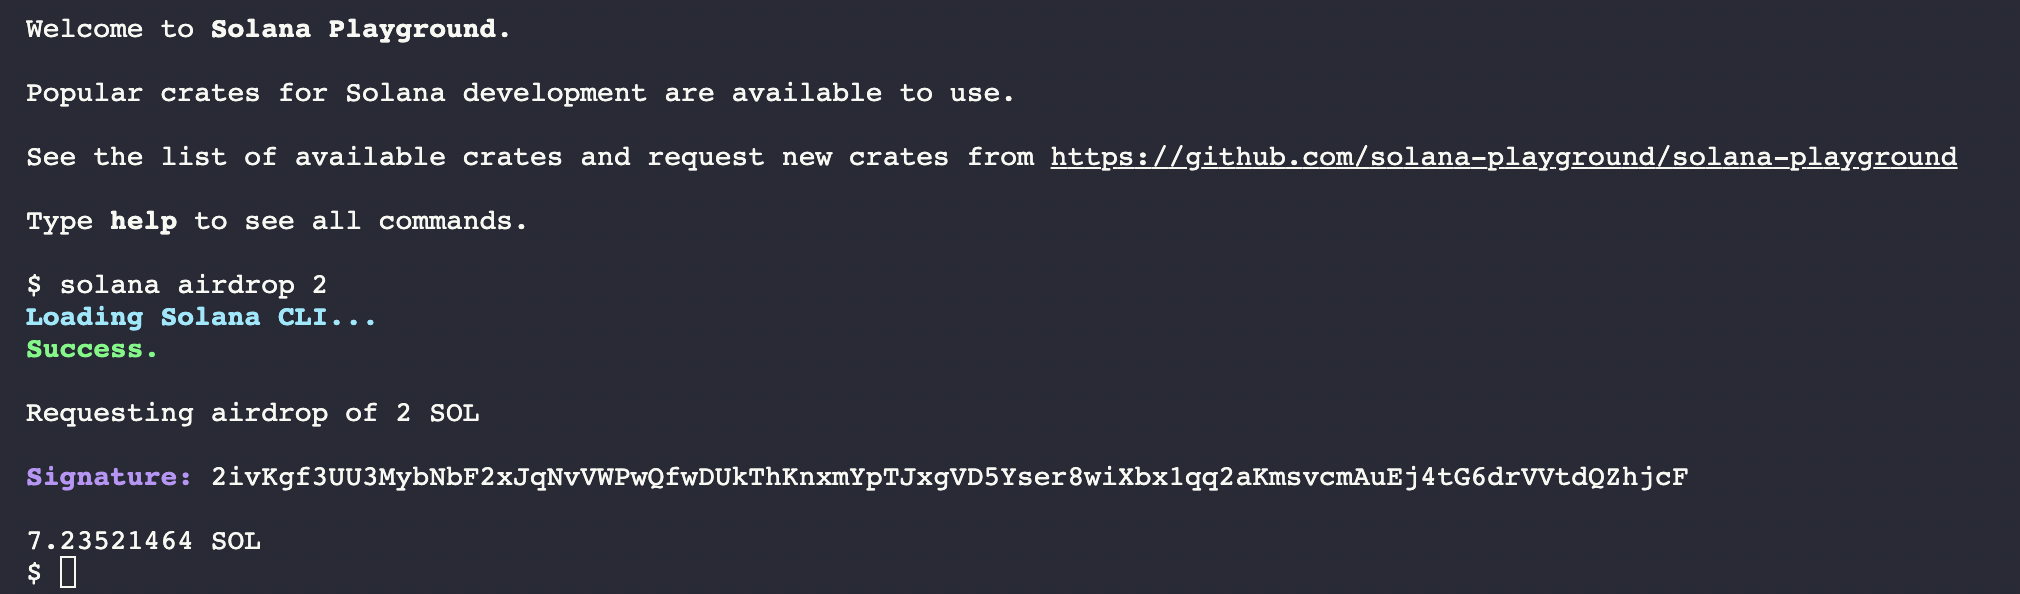 Welcome to Solana Playground.
Popular crates for Solana development are available to use.
See the list of available crates and request new crates from https://github.com/solana-playground/solana-playground
Type help to see all commands.
$ solana airdrop 2
Loading Solana CLI...
Success.
Requesting airdrop of 2 SOL
Signature: 2ivKgf3UU3MybNbF2xJqNvVWPwQfwDUkThKnxmYpTJxgVD5Yser8wiXbx1qq2aKmsvcmAuEj4tG6drVVtdQZhjcF
7.23521464 SOL
$